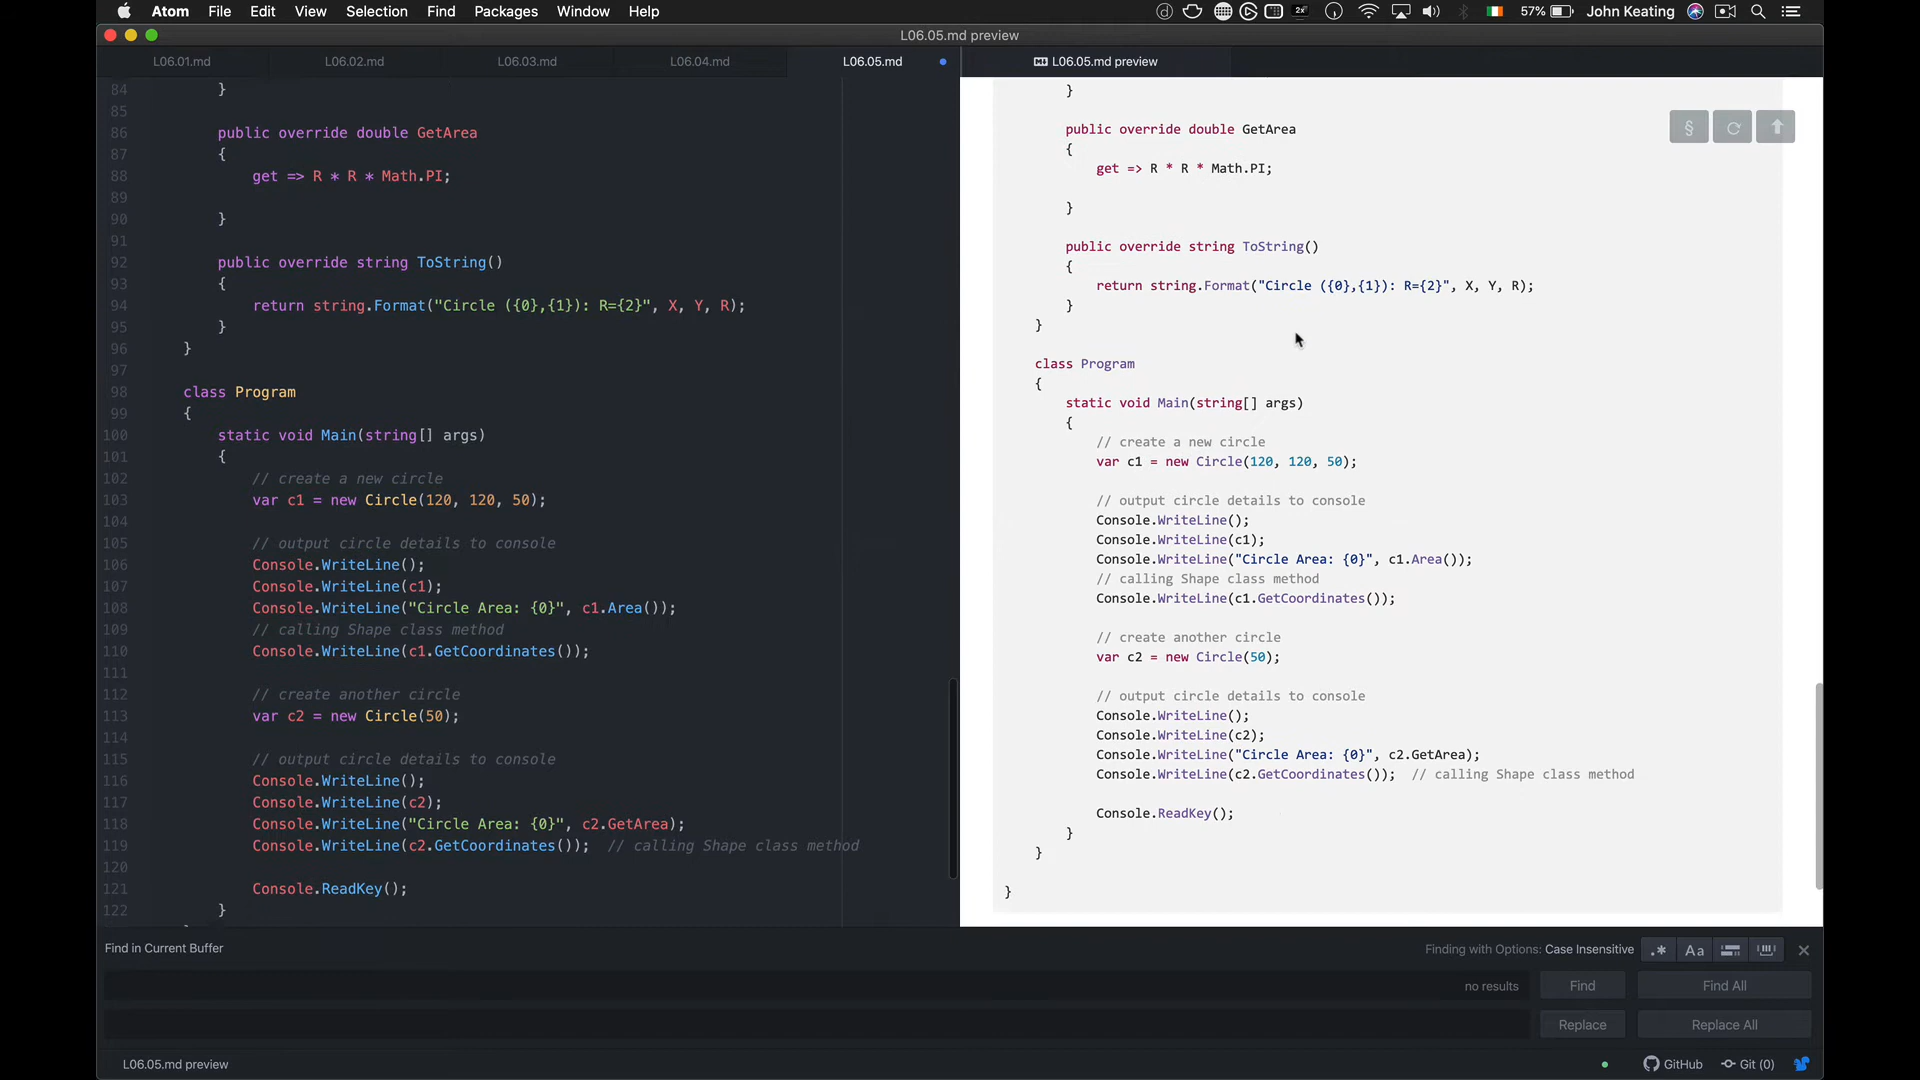 Atom File Edit View Selection Find Packages Window Help 2x 57% John Keating
L06.05.md preview
L06.01.md L06.02.md L06.03.md L06.04.md L06.05.md L06.05.md preview
84 }
85
86 public override double GetArea
87 {
88 get => R * R * Math.PI;
89
90 }
91
92 public override string ToString()
93 {
94 return string.Format("Circle ({0},{1}): R={2}", X, Y, R);
95 }
96 }
97
98 class Program
99 {
100 static void Main(string[] args)
101 {
102 // create a new circle
103 var c1 = new Circle(120, 120, 50);
104
105 // output circle details to console
106 Console.WriteLine();
107 Console.WriteLine(c1);
108 Console.WriteLine("Circle Area: {0}", c1.Area());
109 // calling Shape class method
110 Console.WriteLine(c1.GetCoordinates());
111
112 // create another circle
113 var c2 = new Circle(50);
114
115 // output circle details to console
116 Console.WriteLine();
117 Console.WriteLine(c2);
118 Console.WriteLine("Circle Area: {0}", c2.GetArea);
119 Console.WriteLine(c2.GetCoordinates()); // calling Shape class method
120
121 Console.ReadKey();
122 }
}
public override double GetArea
{
get => R * R * Math.PI;
}
public override string ToString()
{
return string.Format("Circle ({0},{1}): R={2}", X, Y, R);
}
}
class Program
{
static void Main(string[] args)
{
// create a new circle
var c1 = new Circle(120, 120, 50);
// output circle details to console
Console.WriteLine();
Console.WriteLine(c1);
Console.WriteLine("Circle Area: {0}", c1.Area());
// calling Shape class method
Console.WriteLine(c1.GetCoordinates());
// create another circle
var c2 = new Circle(50);
// output circle details to console
Console.WriteLine();
Console.WriteLine(c2);
Console.WriteLine("Circle Area: {0}", c2.GetArea);
Console.WriteLine(c2.GetCoordinates()); // calling Shape class method
Console.ReadKey();
}
}
}
§
Find in Current Buffer Finding with Options: Case Insensitive .* Aa
no results Find Find All
Replace Replace All
L06.05.md preview GitHub Git (0)